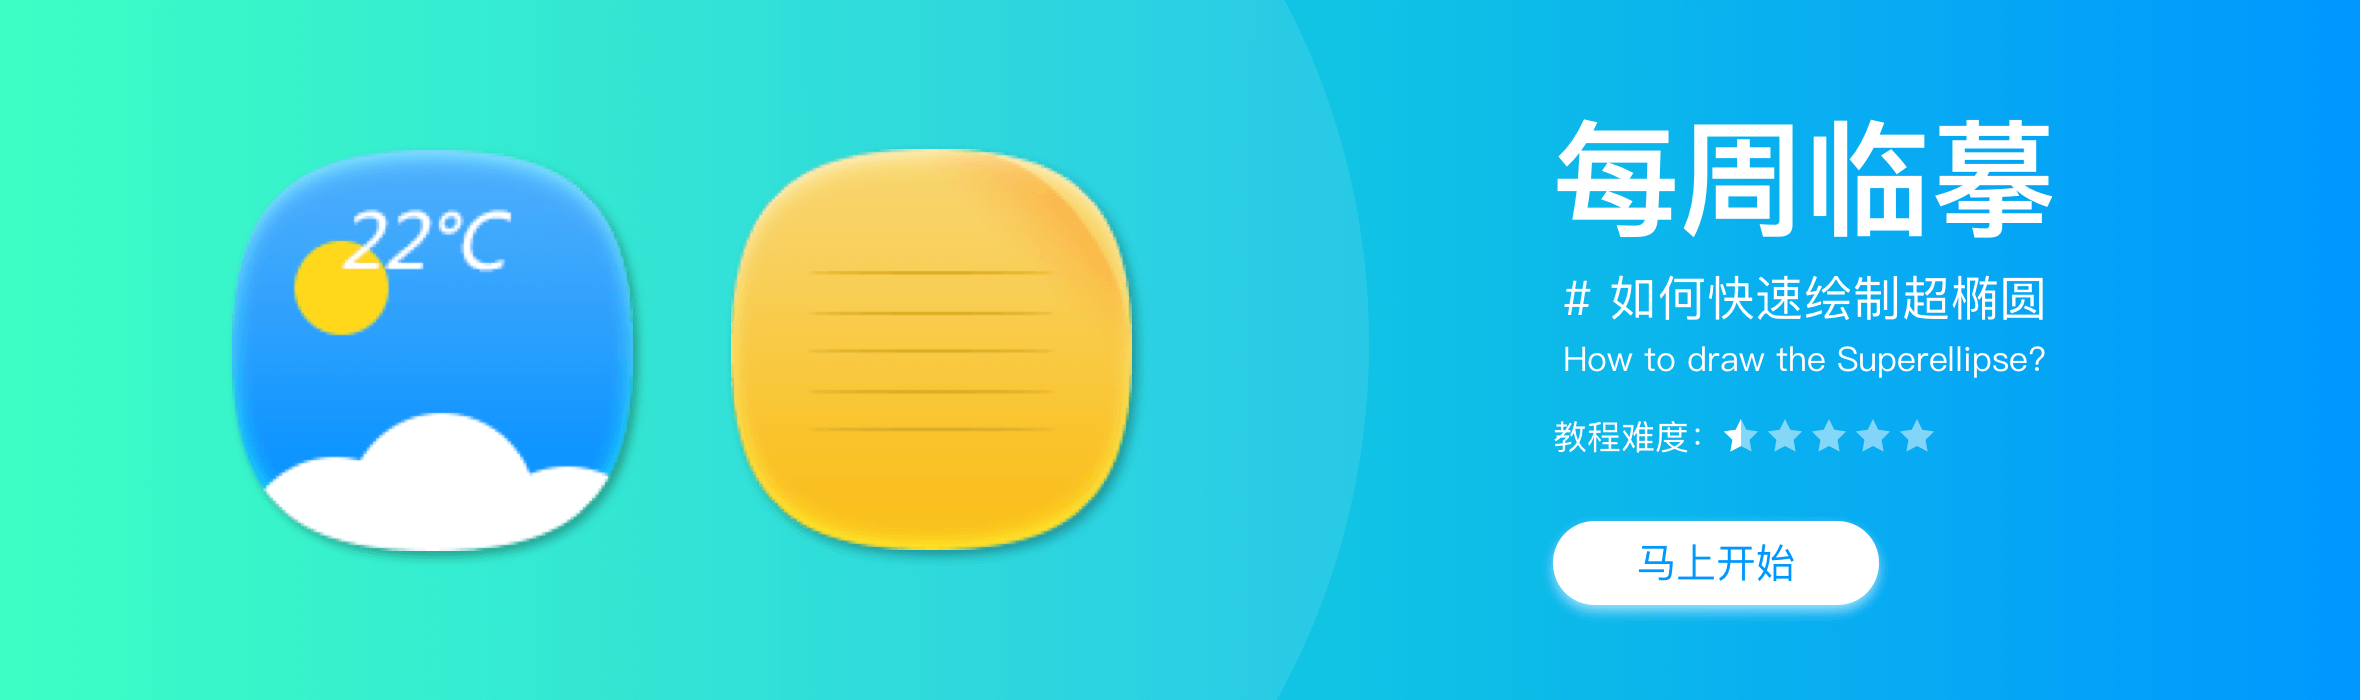 22°C
每周临摹
# 如何快速绘制超椭圆
How to draw the Superellipse?
教程难度：
马上开始